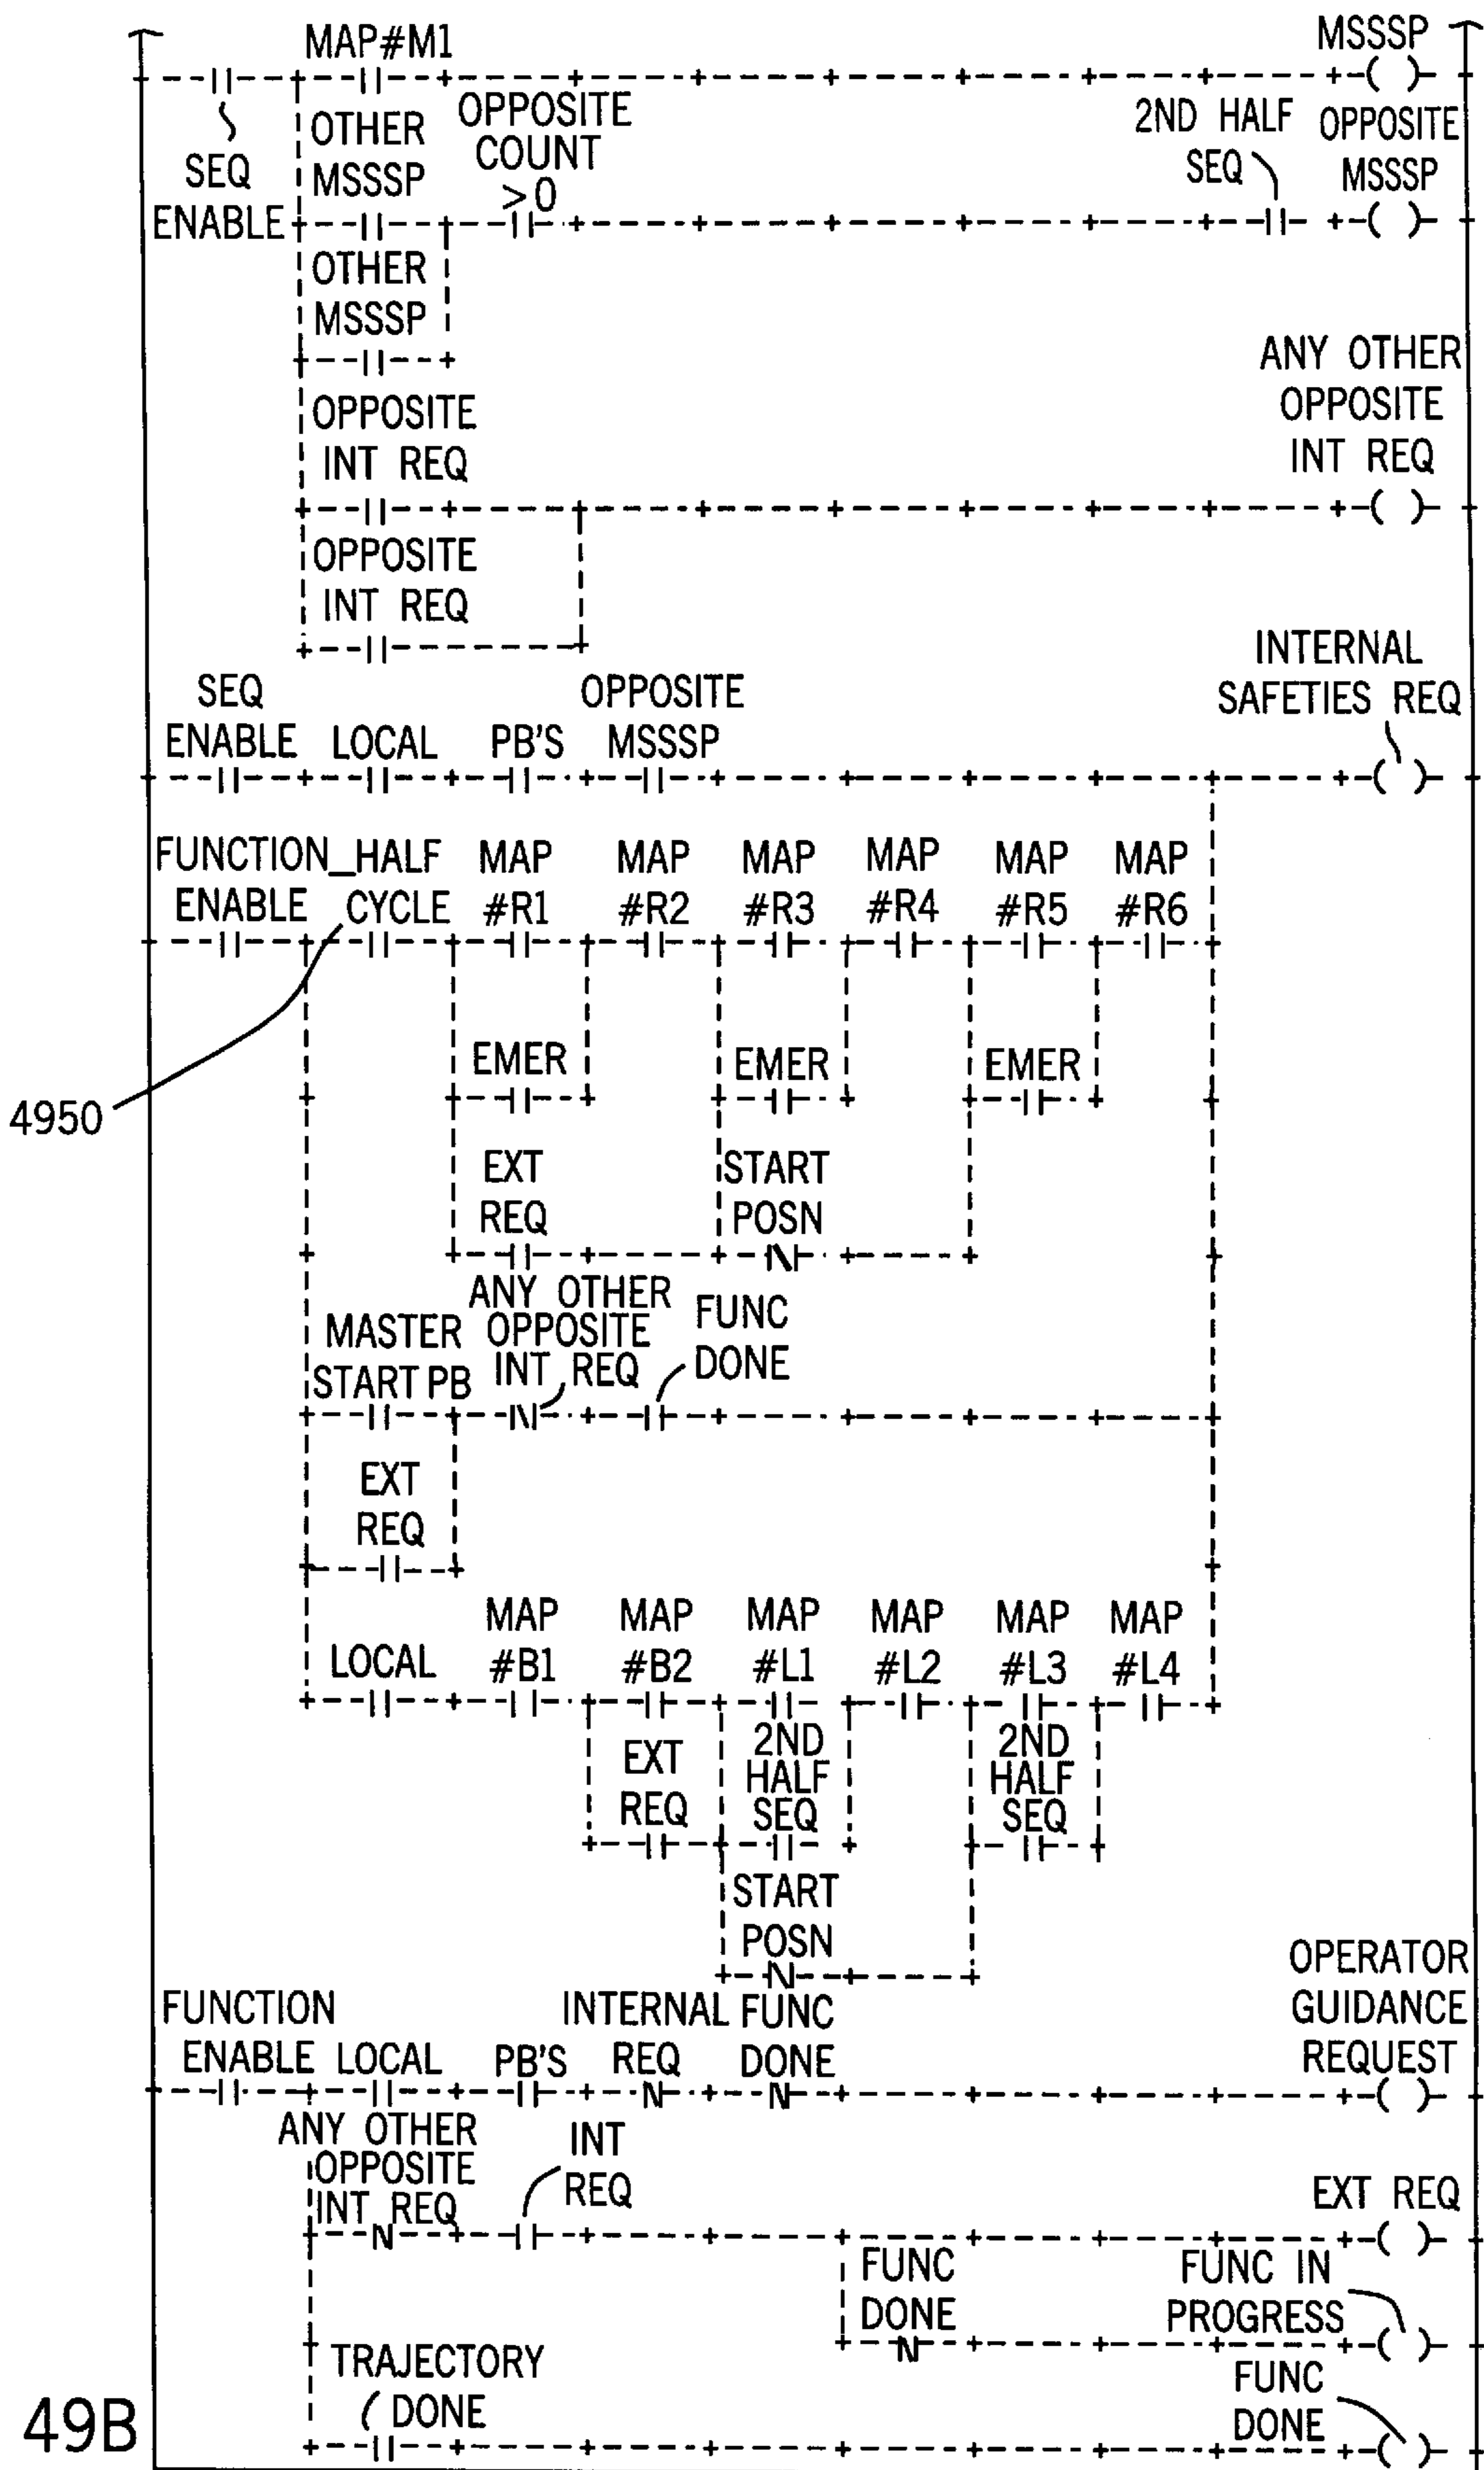 MAP#M1
MSSSP
SEQ
ENABLE
OTHER
MSSSP
OPPOSITE
COUNT
>0
2ND HALF
SEQ
OPPOSITE
MSSSP
OTHER
MSSSP
OPPOSITE
INT REQ
ANY OTHER
OPPOSITE
INT REQ
OPPOSITE
INT REQ
INTERNAL
SAFETIES REQ
SEQ
ENABLE
LOCAL
PB'S
OPPOSITE
MSSSP
FUNCTION_HALF
ENABLE CYCLE
MAP
#R1
MAP
#R2
MAP
#R3
MAP
#R4
MAP
#R5
MAP
#R6
4950
EMER
EMER
EMER
EXT
REQ
START
POSN
MASTER
START PB
ANY OTHER
OPPOSITE
INT REQ
FUNC
DONE
EXT
REQ
LOCAL
MAP
#B1
MAP
#B2
MAP
#L1
MAP
#L2
MAP
#L3
MAP
#L4
EXT
REQ
2ND
HALF
SEQ
2ND
HALF
SEQ
START
POSN
FUNCTION
ENABLE
LOCAL
PB'S
INTERNAL
REQ
FUNC
DONE
OPERATOR
GUIDANCE
REQUEST
ANY OTHER
OPPOSITE
INT REQ
INT
REQ
EXT REQ
FUNC
DONE
FUNC IN
PROGRESS
TRAJECTORY
DONE
FUNC
DONE
49B